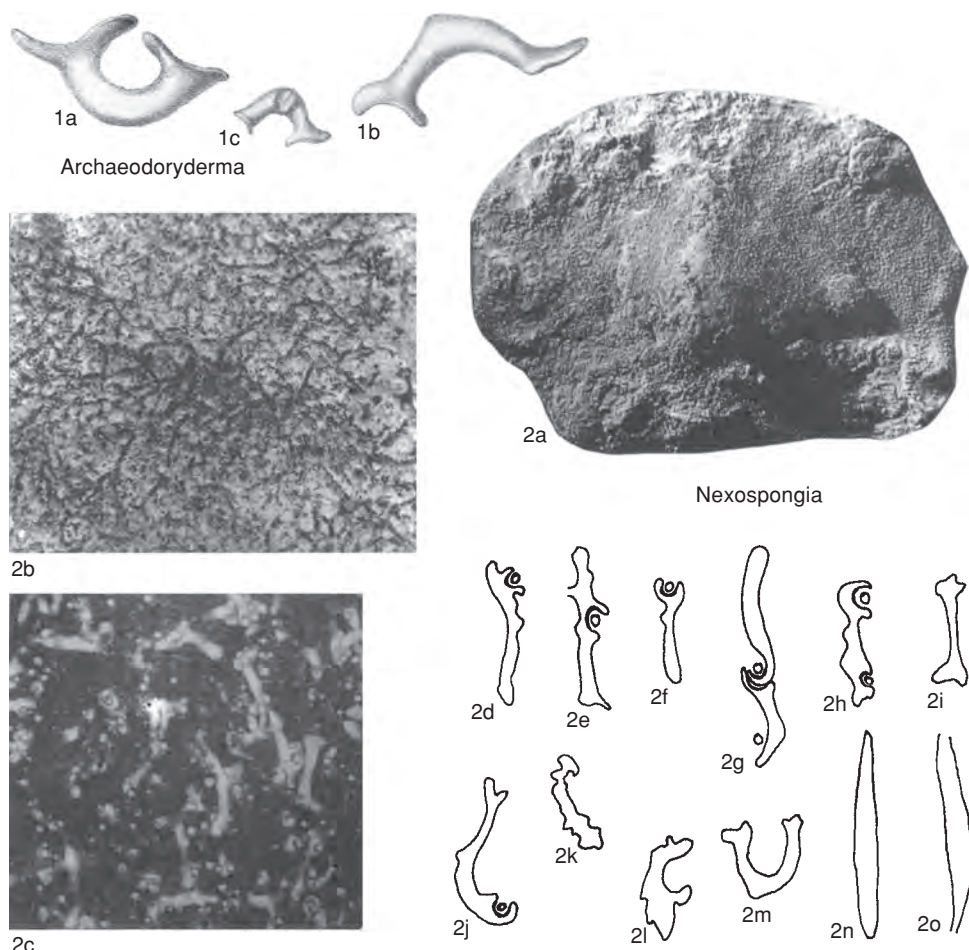 1a
1c
1b
Archaeodoryderma
2a
Nexospongia
2b
2d
2e
2f
2g
2h
2i
2j
2k
2l
2m
2n
2o
2c